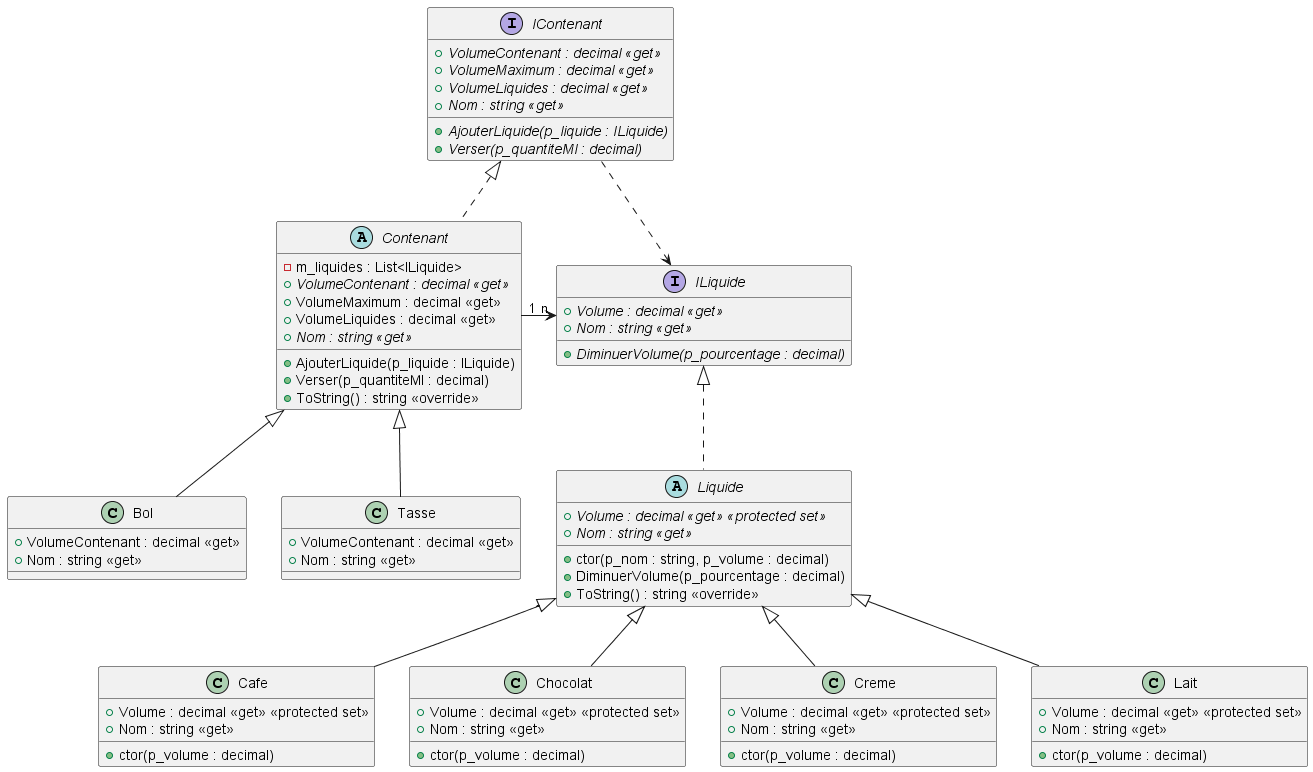 I IContenant
VolumeContenant : decimal «get»
VolumeMaximum : decimal «get»
VolumeLiquides : decimal «get»
Nom : string «get»
AjouterLiquide(p_liquide : ILiquide)
Verser(p_quantiteMl : decimal)
A Contenant
m_liquides : List<ILiquide>
VolumeContenant : decimal «get»
VolumeMaximum : decimal «get»
VolumeLiquides : decimal «get»
Nom : string «get»
AjouterLiquide(p_liquide : ILiquide)
Verser(p_quantiteMl : decimal)
ToString() : string «override»
1 n
I ILiquide
Volume : decimal «get»
Nom : string «get»
DiminuerVolume(p_pourcentage : decimal)
C Bol
VolumeContenant : decimal «get»
Nom : string «get»
C Tasse
VolumeContenant : decimal «get»
Nom : string «get»
A Liquide
Volume : decimal «get» «protected set»
Nom : string «get»
ctor(p_nom : string, p_volume : decimal)
DiminuerVolume(p_pourcentage : decimal)
ToString() : string «override»
C Cafe
Volume : decimal «get» «protected set»
Nom : string «get»
ctor(p_volume : decimal)
C Chocolat
Volume : decimal «get» «protected set»
Nom : string «get»
ctor(p_volume : decimal)
C Creme
Volume : decimal «get» «protected set»
Nom : string «get»
ctor(p_volume : decimal)
C Lait
Volume : decimal «get» «protected set»
Nom : string «get»
ctor(p_volume : decimal)